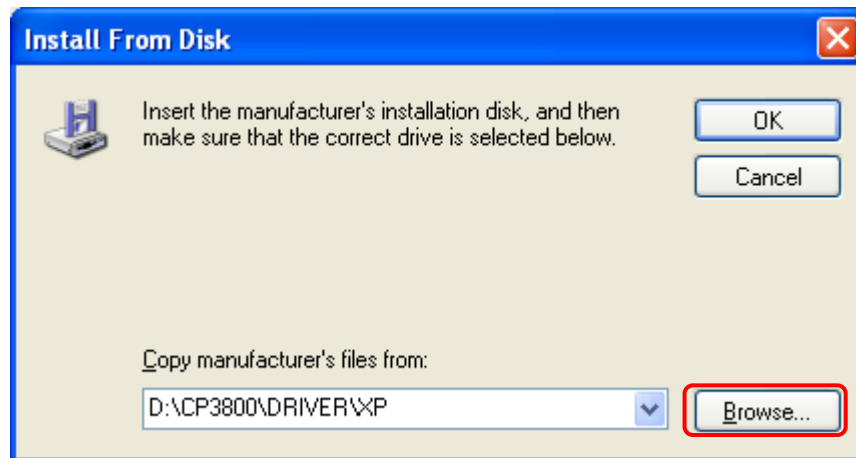 Install From Disk
Insert the manufacturer's installation disk, and then
make sure that the correct drive is selected below.
OK
Cancel
Copy manufacturer's files from:
D:\CP3800\DRIVER\XP
Browse...